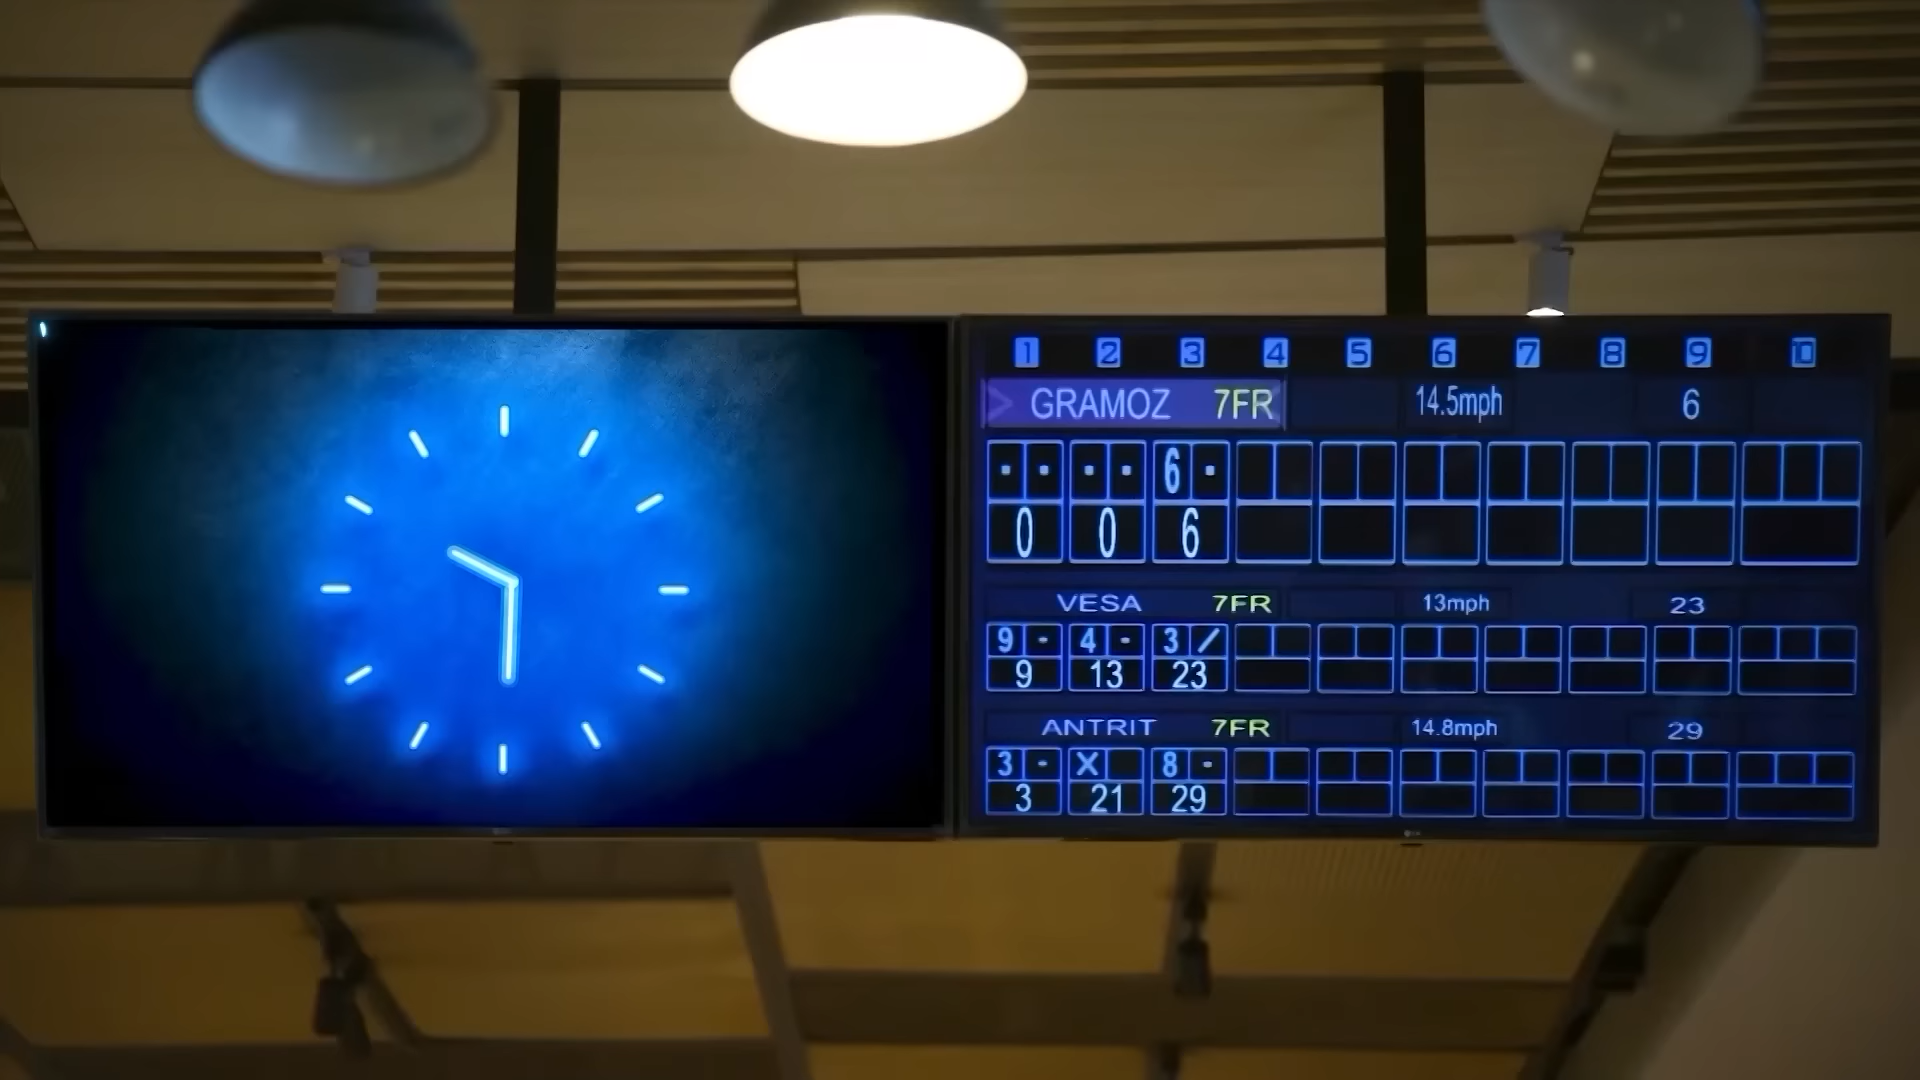 1 2 3 4 5 6 7 8 9 10
GRAMOZ 7FR 14.5mph 6
- - - - 6 -
0 0 6
VESA 7FR 13mph 23
9 - 4 - 3 /
9 13 23
ANTRIT 7FR 14.8mph 29
3 - X 8 -
3 21 29